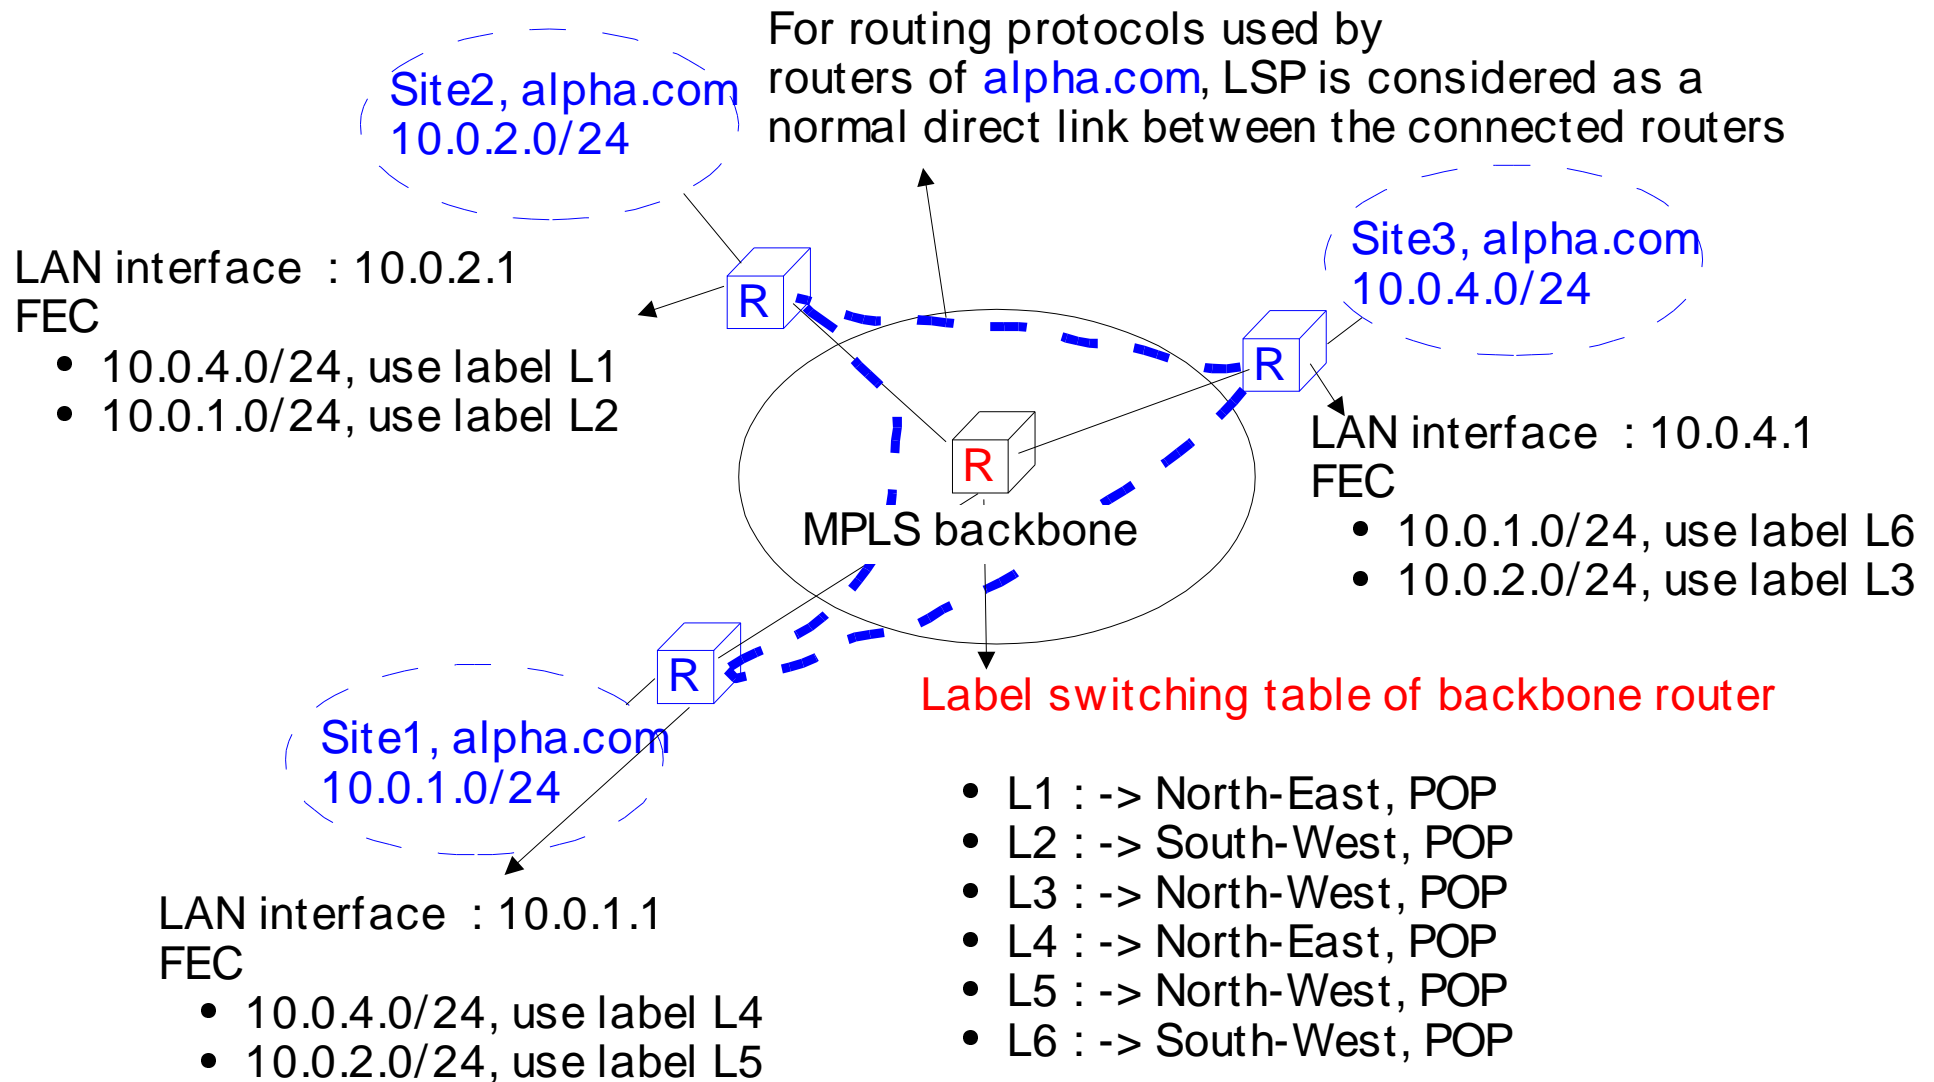 For routing protocols used by
routers of alpha.com, LSP is considered as a
normal direct link between the connected routers
Site2, alpha.com
10.0.2.0/24
Site3, alpha.com
10.0.4.0/24
LAN interface : 10.0.2.1
FEC
• 10.0.4.0/24, use label L1
• 10.0.1.0/24, use label L2
R
R
R
LAN interface : 10.0.4.1
FEC
• 10.0.1.0/24, use label L6
• 10.0.2.0/24, use label L3
MPLS backbone
R
Site1, alpha.com
10.0.1.0/24
Label switching table of backbone router
• L1 : -> North-East, POP
• L2 : -> South-West, POP
• L3 : -> North-West, POP
• L4 : -> North-East, POP
• L5 : -> North-West, POP
• L6 : -> South-West, POP
LAN interface : 10.0.1.1
FEC
• 10.0.4.0/24, use label L4
• 10.0.2.0/24, use label L5